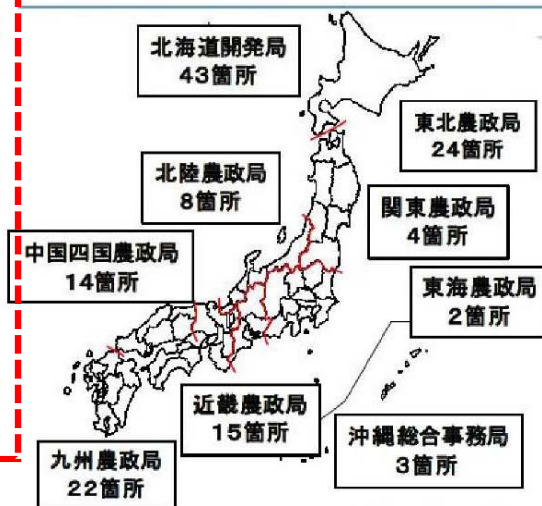 北海道開発局
43箇所
東北農政局
24箇所
北陸農政局
8箇所
関東農政局
4箇所
中国四国農政局
14箇所
東海農政局
2箇所
近畿農政局
15箇所
沖縄総合事務局
3箇所
九州農政局
22箇所